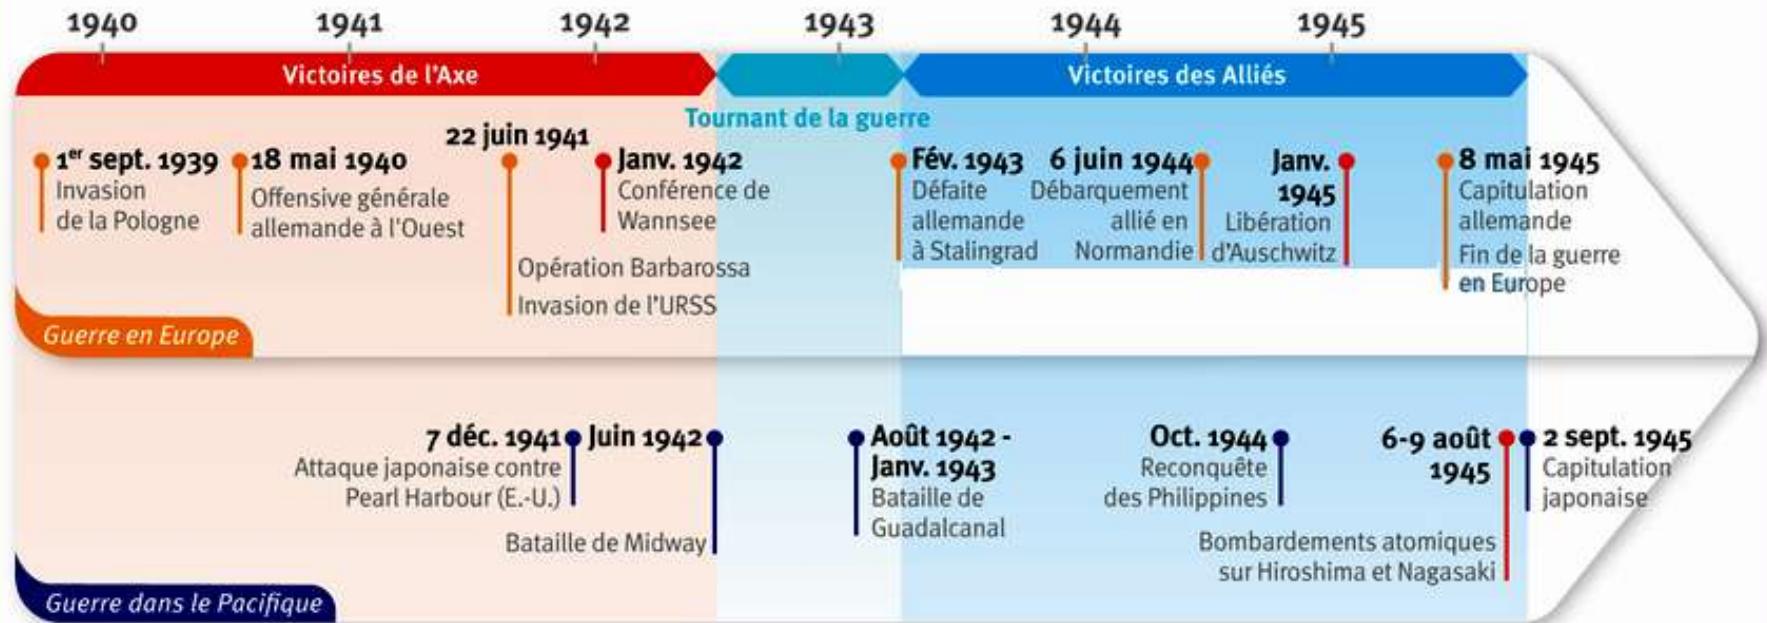 1940 1941 1942 1943 1944 1945
Victoires de l'Axe
Victoires des Alliés
Tournant de la guerre
1er sept. 1939
Invasion
de la Pologne
18 mai 1940
Offensive générale
allemande à l'Ouest
22 juin 1941
Opération Barbarossa
Invasion de l'URSS
Janv. 1942
Conférence de
Wannsee
Fév. 1943
Défaite
allemande
à Stalingrad
6 juin 1944
Débarquement
allié en
Normandie
Janv.
1945
Libération
d'Auschwitz
8 mai 1945
Capitulation
allemande
Fin de la guerre
en Europe
Guerre en Europe
7 déc. 1941
Attaque japonaise contre
Pearl Harbour (E.-U.)
Juin 1942
Bataille de Midway
Août 1942 -
Janv. 1943
Bataille de
Guadalcanal
Oct. 1944
Reconquête
des Philippines
6-9 août
1945
Bombardements atomiques
sur Hiroshima et Nagasaki
2 sept. 1945
Capitulation
japonaise
Guerre dans le Pacifique